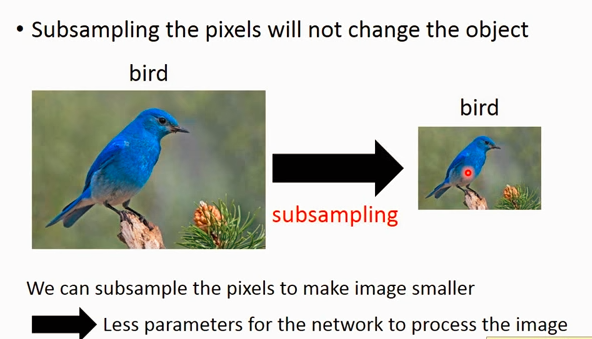 • Subsampling the pixels will not change the object
bird
bird
subsampling
We can subsample the pixels to make image smaller
Less parameters for the network to process the image